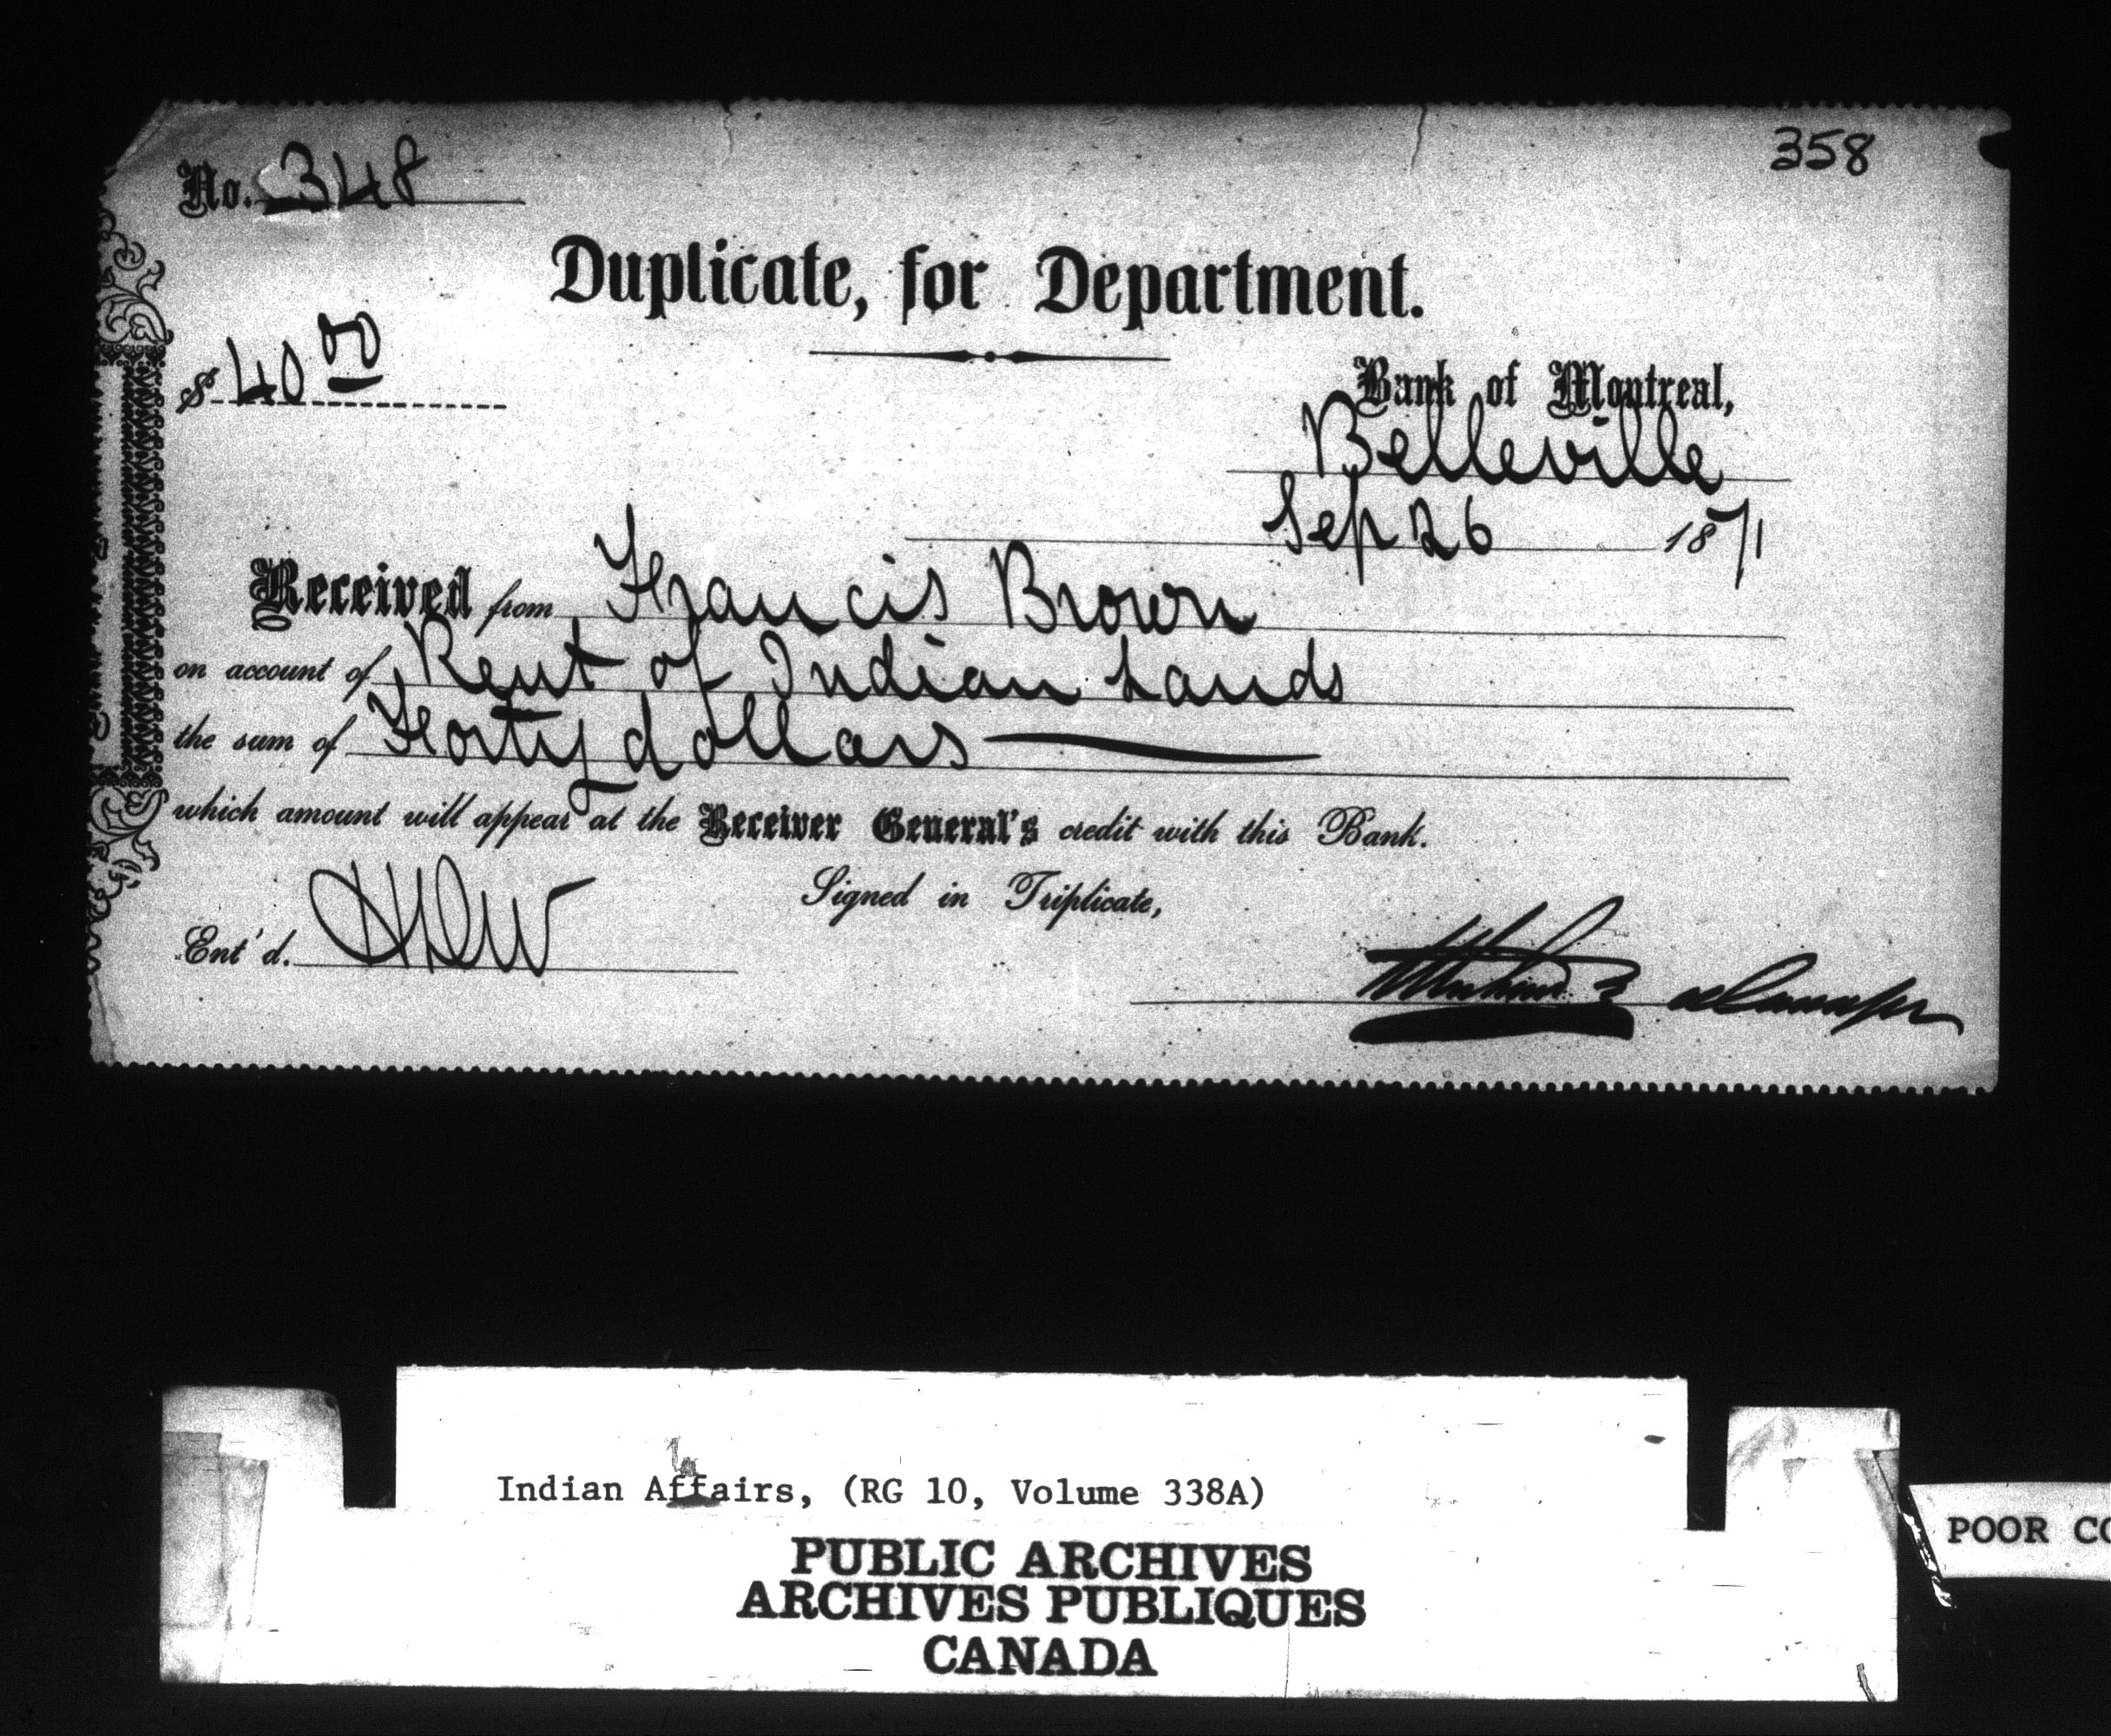 358
No. 348
Duplicate, for Department.
$ 40 00
Bank of Montreal,
Belleville
Sep 26 1871
Received from Francis Brown
on account of Rent of Indian Lands
the sum of Forty dollars
which amount will appear at the Receiver General's credit with this Bank.
Signed in Triplicate,
Ent'd.
Indian Affairs, (RG 10, Volume 338A)
PUBLIC ARCHIVES
ARCHIVES PUBLIQUES
CANADA
POOR CO